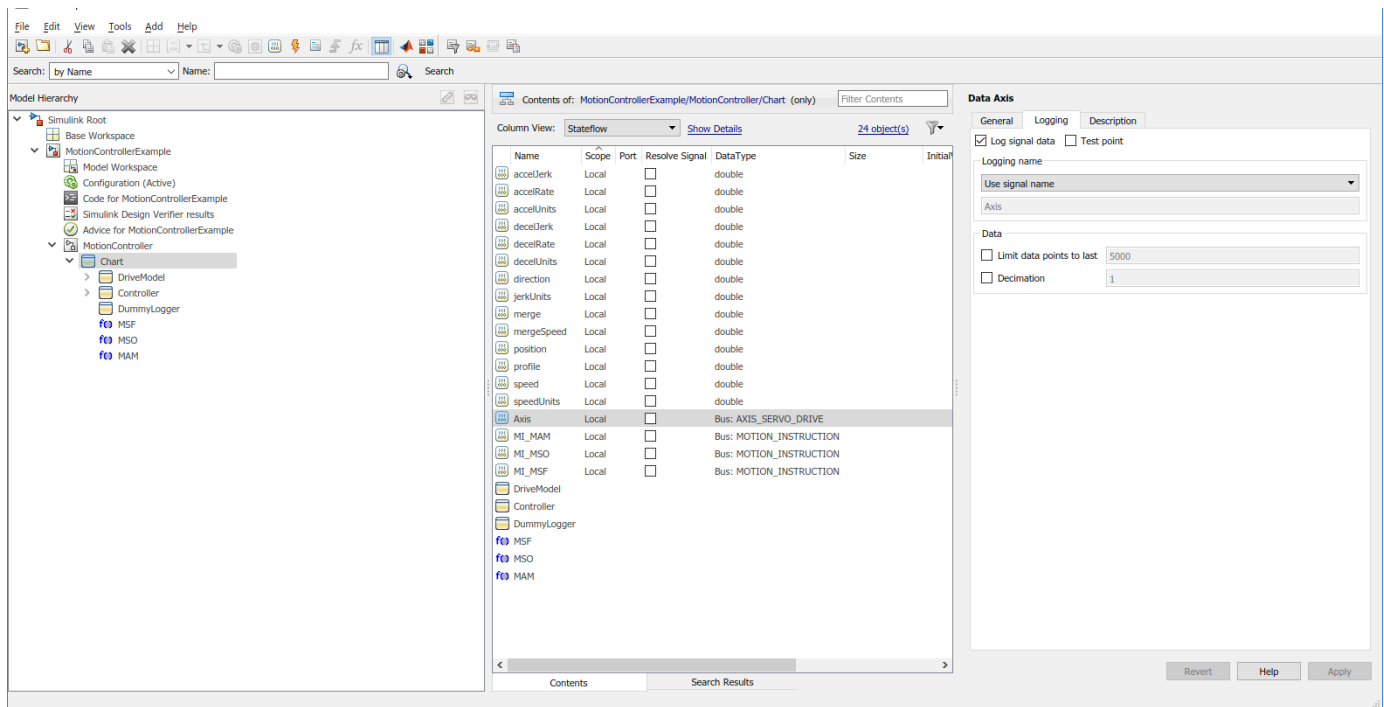 File Edit View Tools Add Help
Search: by Name Name: Search
Model Hierarchy
Simulink Root
Base Workspace
MotionControllerExample
Model Workspace
Configuration (Active)
Code for MotionControllerExample
Simulink Design Verifier results
Advice for MotionControllerExample
MotionController
Chart
DriveModel
Controller
DummyLogger
f() MSF
f() MSO
f() MAM
Contents of: MotionControllerExample/MotionController/Chart (only) Filter Contents
Column View: Stateflow Show Details 24 object(s)
Name Scope Port Resolve Signal DataType Size InitialV
accelJerk Local double
accelRate Local double
accelUnits Local double
decelJerk Local double
decelRate Local double
decelUnits Local double
direction Local double
jerkUnits Local double
merge Local double
mergeSpeed Local double
position Local double
profile Local double
speed Local double
speedUnits Local double
Axis Local Bus: AXIS_SERVO_DRIVE
MI_MAM Local Bus: MOTION_INSTRUCTION
MI_MSO Local Bus: MOTION_INSTRUCTION
MI_MSF Local Bus: MOTION_INSTRUCTION
DriveModel
Controller
DummyLogger
f() MSF
f() MSO
f() MAM
Contents Search Results
Data Axis
General Logging Description
Log signal data Test point
Logging name
Use signal name
Axis
Data
Limit data points to last 5000
Decimation 1
Revert Help Apply